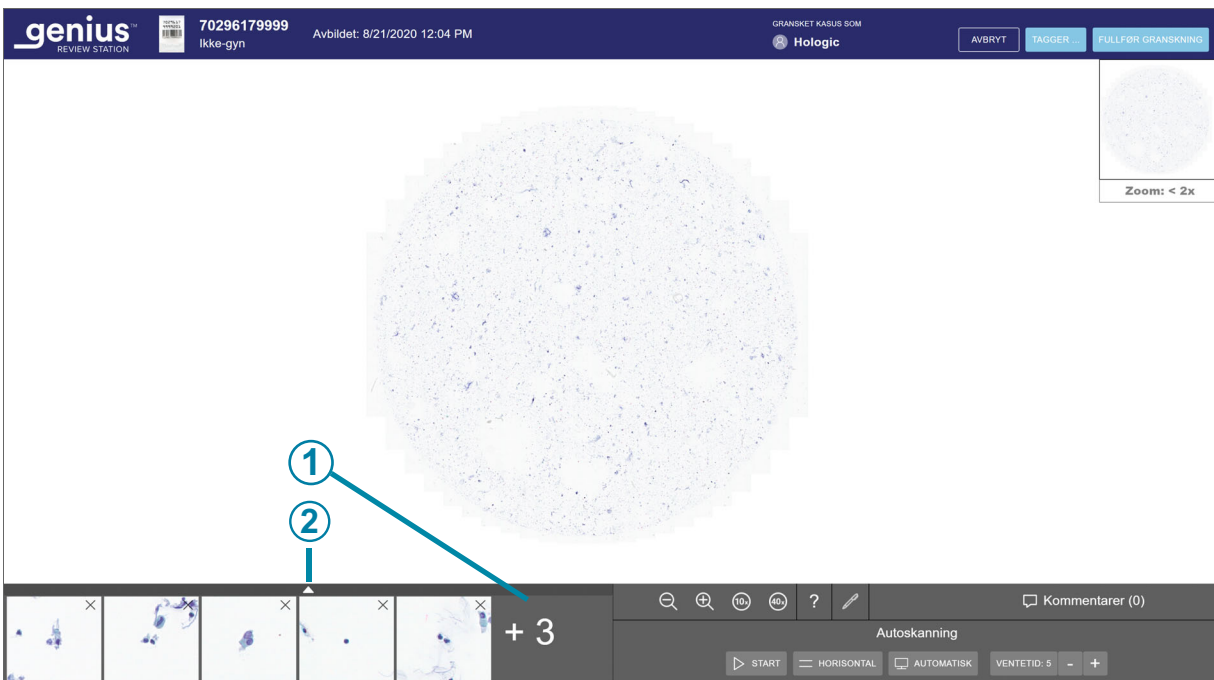 genius™
REVIEW STATION
70296179999
Ikke-gyn
Avbildet: 8/21/2020 12:04 PM
GRANSKET KASUS SOM
Hologic
AVBRYT
TAGGER ...
FULLFØR GRANSKNING
Zoom: < 2x
1
2
+ 3
10x
40x
?
Kommentarer (0)
Autoskanning
START
HORISONTAL
AUTOMATISK
VENTETID: 5
-
+